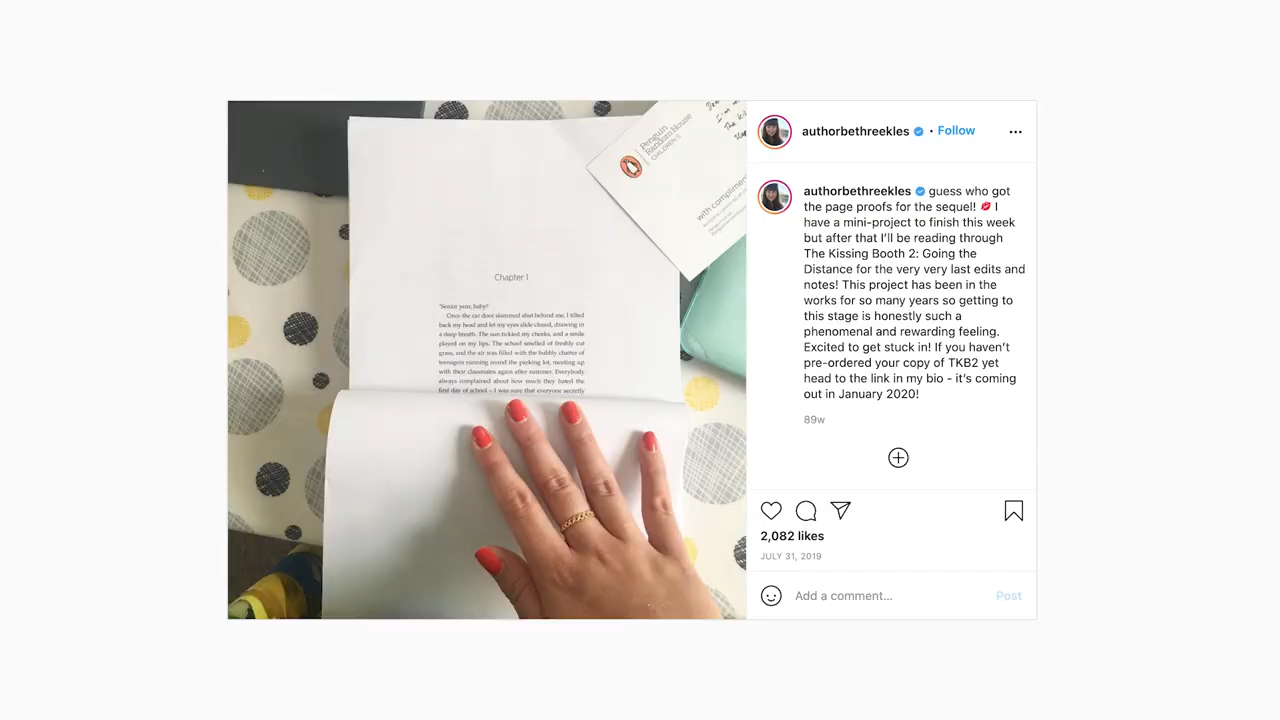 Chapter 1
'Senior year, baby!'
Once the car door slammed shut behind me, I tilted
back my head and let my eyes slide closed, drawing in
a deep breath. The sun tickled my cheeks, and a smile
played on my lips. The school smelled of freshly cut
grass, and the air was filled with the bubbly chatter of
teenagers running round the parking lot, meeting up
with their classmates again after summer. Everybody
always complained about how much they hated the
first day of school – I was sure that everyone secretly
Penguin
Random House
CHILDREN'S
with compliment
authorbethreekles • Follow
authorbethreekles guess who got
the page proofs for the sequel! 💋 I
have a mini-project to finish this week
but after that I'll be reading through
The Kissing Booth 2: Going the
Distance for the very very last edits and
notes! This project has been in the
works for so many years so getting to
this stage is honestly such a
phenomenal and rewarding feeling.
Excited to get stuck in! If you haven't
pre-ordered your copy of TKB2 yet
head to the link in my bio - it's coming
out in January 2020!
89w
2,082 likes
JULY 31, 2019
Add a comment...
Post